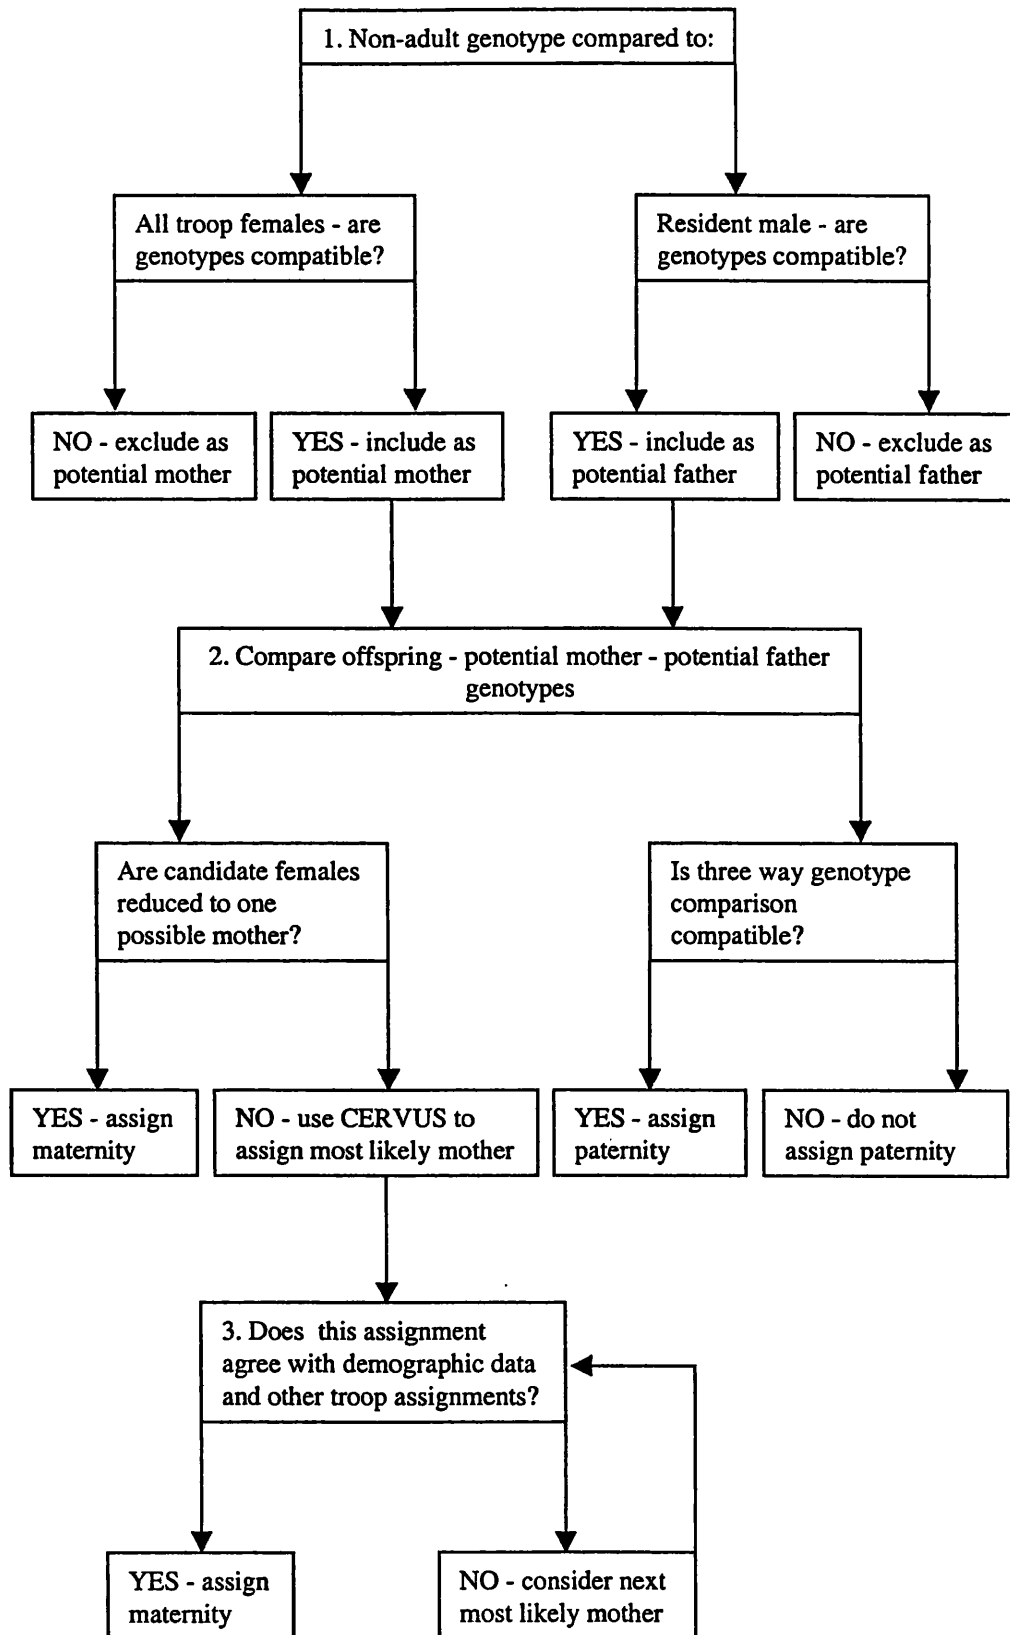 1. Non-adult genotype compared to:
All troop females - are
genotypes compatible?
Resident male - are
genotypes compatible?
NO - exclude as
potential mother
YES - include as
potential mother
YES - include as
potential father
NO - exclude as
potential father
2. Compare offspring - potential mother - potential father
genotypes
Are candidate females
reduced to one
possible mother?
Is three way genotype
comparison
compatible?
YES - assign
maternity
NO - use CERVUS to
assign most likely mother
YES - assign
paternity
NO - do not
assign paternity
3. Does this assignment
agree with demographic data
and other troop assignments?
YES - assign
maternity
NO - consider next
most likely mother